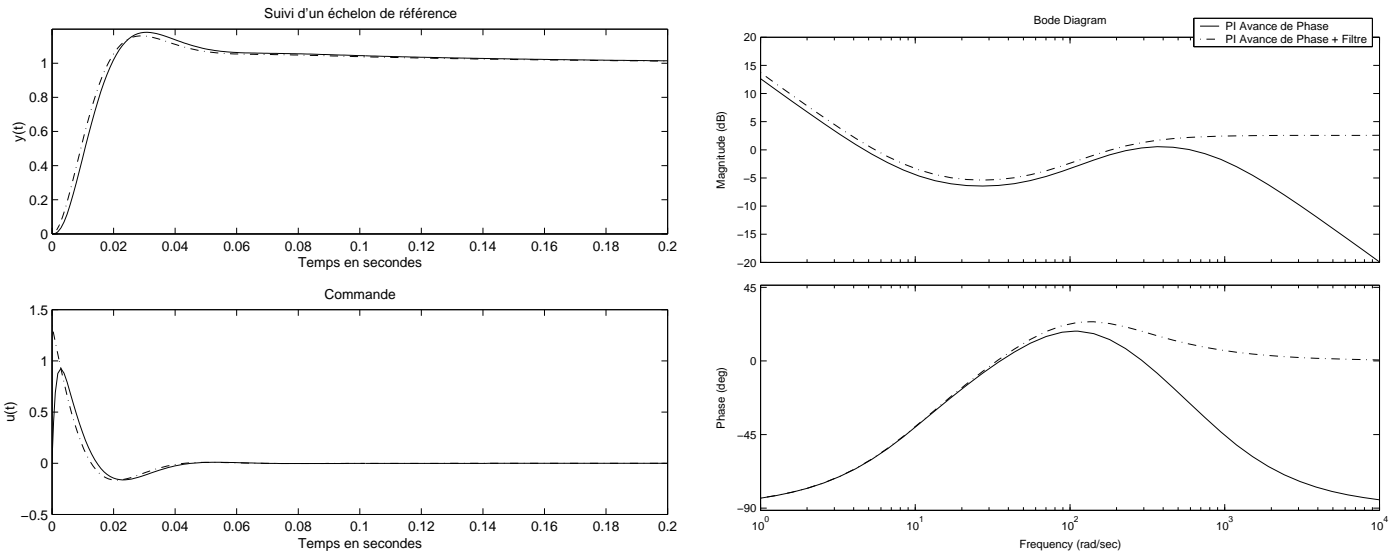 Suivi d'un échelon de référence
y(t)
1
0.8
0.6
0.4
0.2
0
0 0.02 0.04 0.06 0.08 0.1 0.12 0.14 0.16 0.18 0.2
Temps en secondes
Commande
u(t)
1.5
1
0.5
0
−0.5
0 0.02 0.04 0.06 0.08 0.1 0.12 0.14 0.16 0.18 0.2
Temps en secondes
Bode Diagram
PI Avance de Phase
PI Avance de Phase + Filtre
Magnitude (dB)
20
15
10
5
0
−5
−10
−15
−20
Phase (deg)
45
0
−45
−90
10^0 10^1 10^2 10^3 10^4
Frequency (rad/sec)